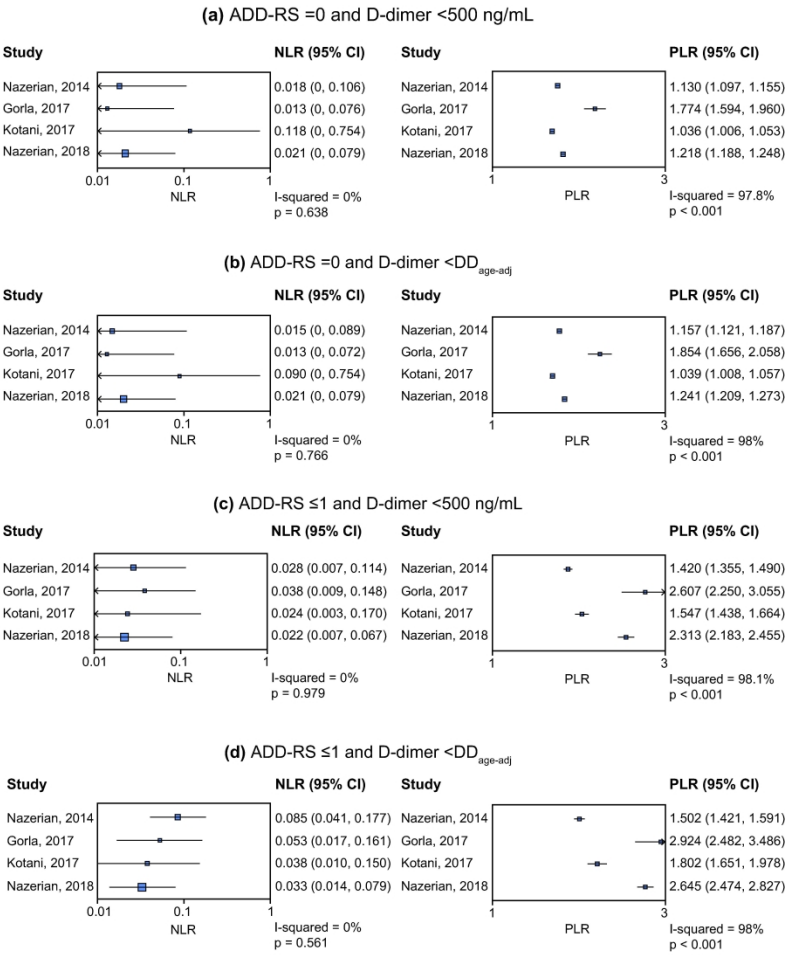 (a) ADD-RS =0 and D-dimer <500 ng/mL
Study NLR (95% CI) Study PLR (95% CI)
Nazerian, 2014 0.018 (0, 0.106) Nazerian, 2014 1.130 (1.097, 1.155)
Gorla, 2017 0.013 (0, 0.076) Gorla, 2017 1.774 (1.594, 1.960)
Kotani, 2017 0.118 (0, 0.754) Kotani, 2017 1.036 (1.006, 1.053)
Nazerian, 2018 0.021 (0, 0.079) Nazerian, 2018 1.218 (1.188, 1.248)
0.01 0.1 1 1 3
NLR I-squared = 0% PLR I-squared = 97.8%
p = 0.638 p < 0.001
(b) ADD-RS =0 and D-dimer <DDage-adj
Study NLR (95% CI) Study PLR (95% CI)
Nazerian, 2014 0.015 (0, 0.089) Nazerian, 2014 1.157 (1.121, 1.187)
Gorla, 2017 0.013 (0, 0.072) Gorla, 2017 1.854 (1.656, 2.058)
Kotani, 2017 0.090 (0, 0.754) Kotani, 2017 1.039 (1.008, 1.057)
Nazerian, 2018 0.021 (0, 0.079) Nazerian, 2018 1.241 (1.209, 1.273)
0.01 0.1 1 1 3
NLR I-squared = 0% PLR I-squared = 98%
p = 0.766 p < 0.001
(c) ADD-RS ≤1 and D-dimer <500 ng/mL
Study NLR (95% CI) Study PLR (95% CI)
Nazerian, 2014 0.028 (0.007, 0.114) Nazerian, 2014 1.420 (1.355, 1.490)
Gorla, 2017 0.038 (0.009, 0.148) Gorla, 2017 2.607 (2.250, 3.055)
Kotani, 2017 0.024 (0.003, 0.170) Kotani, 2017 1.547 (1.438, 1.664)
Nazerian, 2018 0.022 (0.007, 0.067) Nazerian, 2018 2.313 (2.183, 2.455)
0.01 0.1 1 1 3
NLR I-squared = 0% PLR I-squared = 98.1%
p = 0.979 p < 0.001
(d) ADD-RS ≤1 and D-dimer <DDage-adj
Study NLR (95% CI) Study PLR (95% CI)
Nazerian, 2014 0.085 (0.041, 0.177) Nazerian, 2014 1.502 (1.421, 1.591)
Gorla, 2017 0.053 (0.017, 0.161) Gorla, 2017 2.924 (2.482, 3.486)
Kotani, 2017 0.038 (0.010, 0.150) Kotani, 2017 1.802 (1.651, 1.978)
Nazerian, 2018 0.033 (0.014, 0.079) Nazerian, 2018 2.645 (2.474, 2.827)
0.01 0.1 1 1 3
NLR I-squared = 0% PLR I-squared = 98%
p = 0.561 p < 0.001